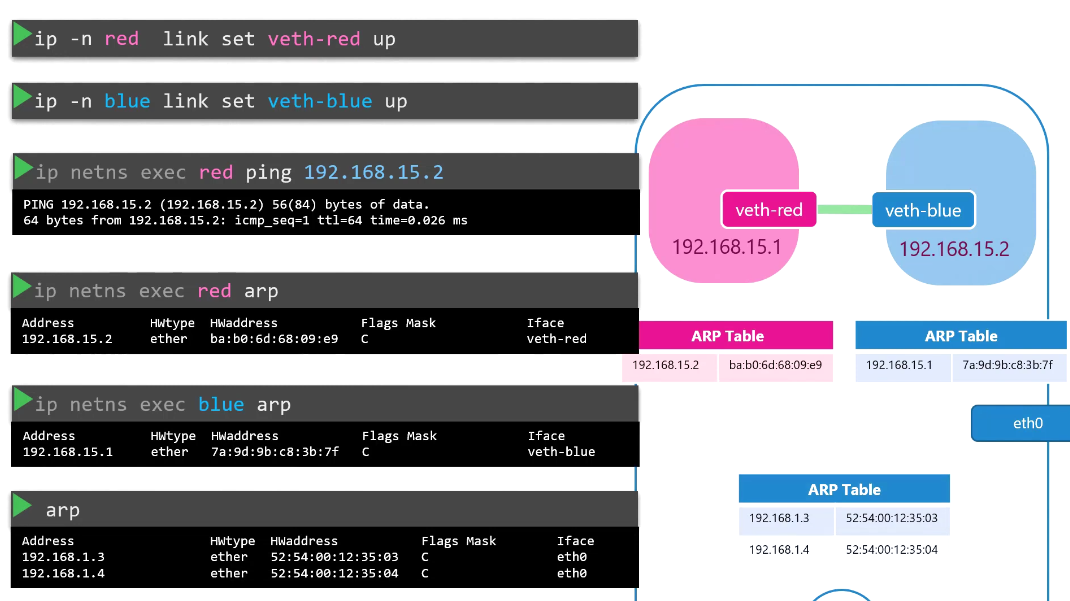 ip -n red link set veth-red up
ip -n blue link set veth-blue up
ip netns exec red ping 192.168.15.2
PING 192.168.15.2 (192.168.15.2) 56(84) bytes of data.
64 bytes from 192.168.15.2: icmp_seq=1 ttl=64 time=0.026 ms
ip netns exec red arp
Address HWtype HWaddress Flags Mask Iface
192.168.15.2 ether ba:b0:6d:68:09:e9 C veth-red
ip netns exec blue arp
Address HWtype HWaddress Flags Mask Iface
192.168.15.1 ether 7a:9d:9b:c8:3b:7f C veth-blue
arp
Address HWtype HWaddress Flags Mask Iface
192.168.1.3 ether 52:54:00:12:35:03 C eth0
192.168.1.4 ether 52:54:00:12:35:04 C eth0
veth-red
192.168.15.1
veth-blue
192.168.15.2
ARP Table
192.168.15.2 ba:b0:6d:68:09:e9
ARP Table
192.168.15.1 7a:9d:9b:c8:3b:7f
eth0
ARP Table
192.168.1.3 52:54:00:12:35:03
192.168.1.4 52:54:00:12:35:04